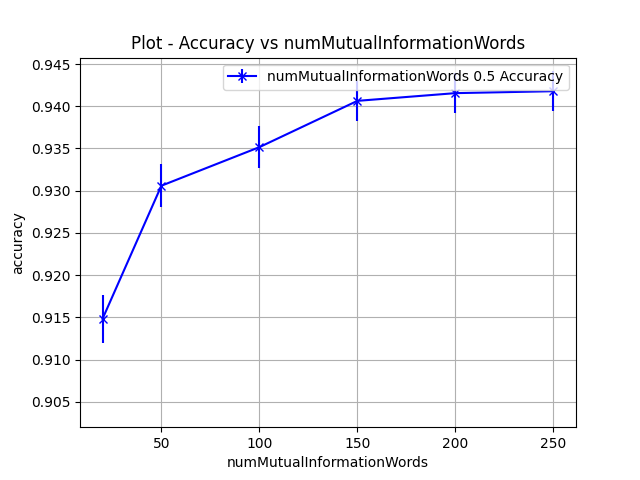 Plot - Accuracy vs numMutualInformationWords
numMutualInformationWords 0.5 Accuracy
accuracy
0.945
0.940
0.935
0.930
0.925
0.920
0.915
0.910
0.905
50 100 150 200 250
numMutualInformationWords